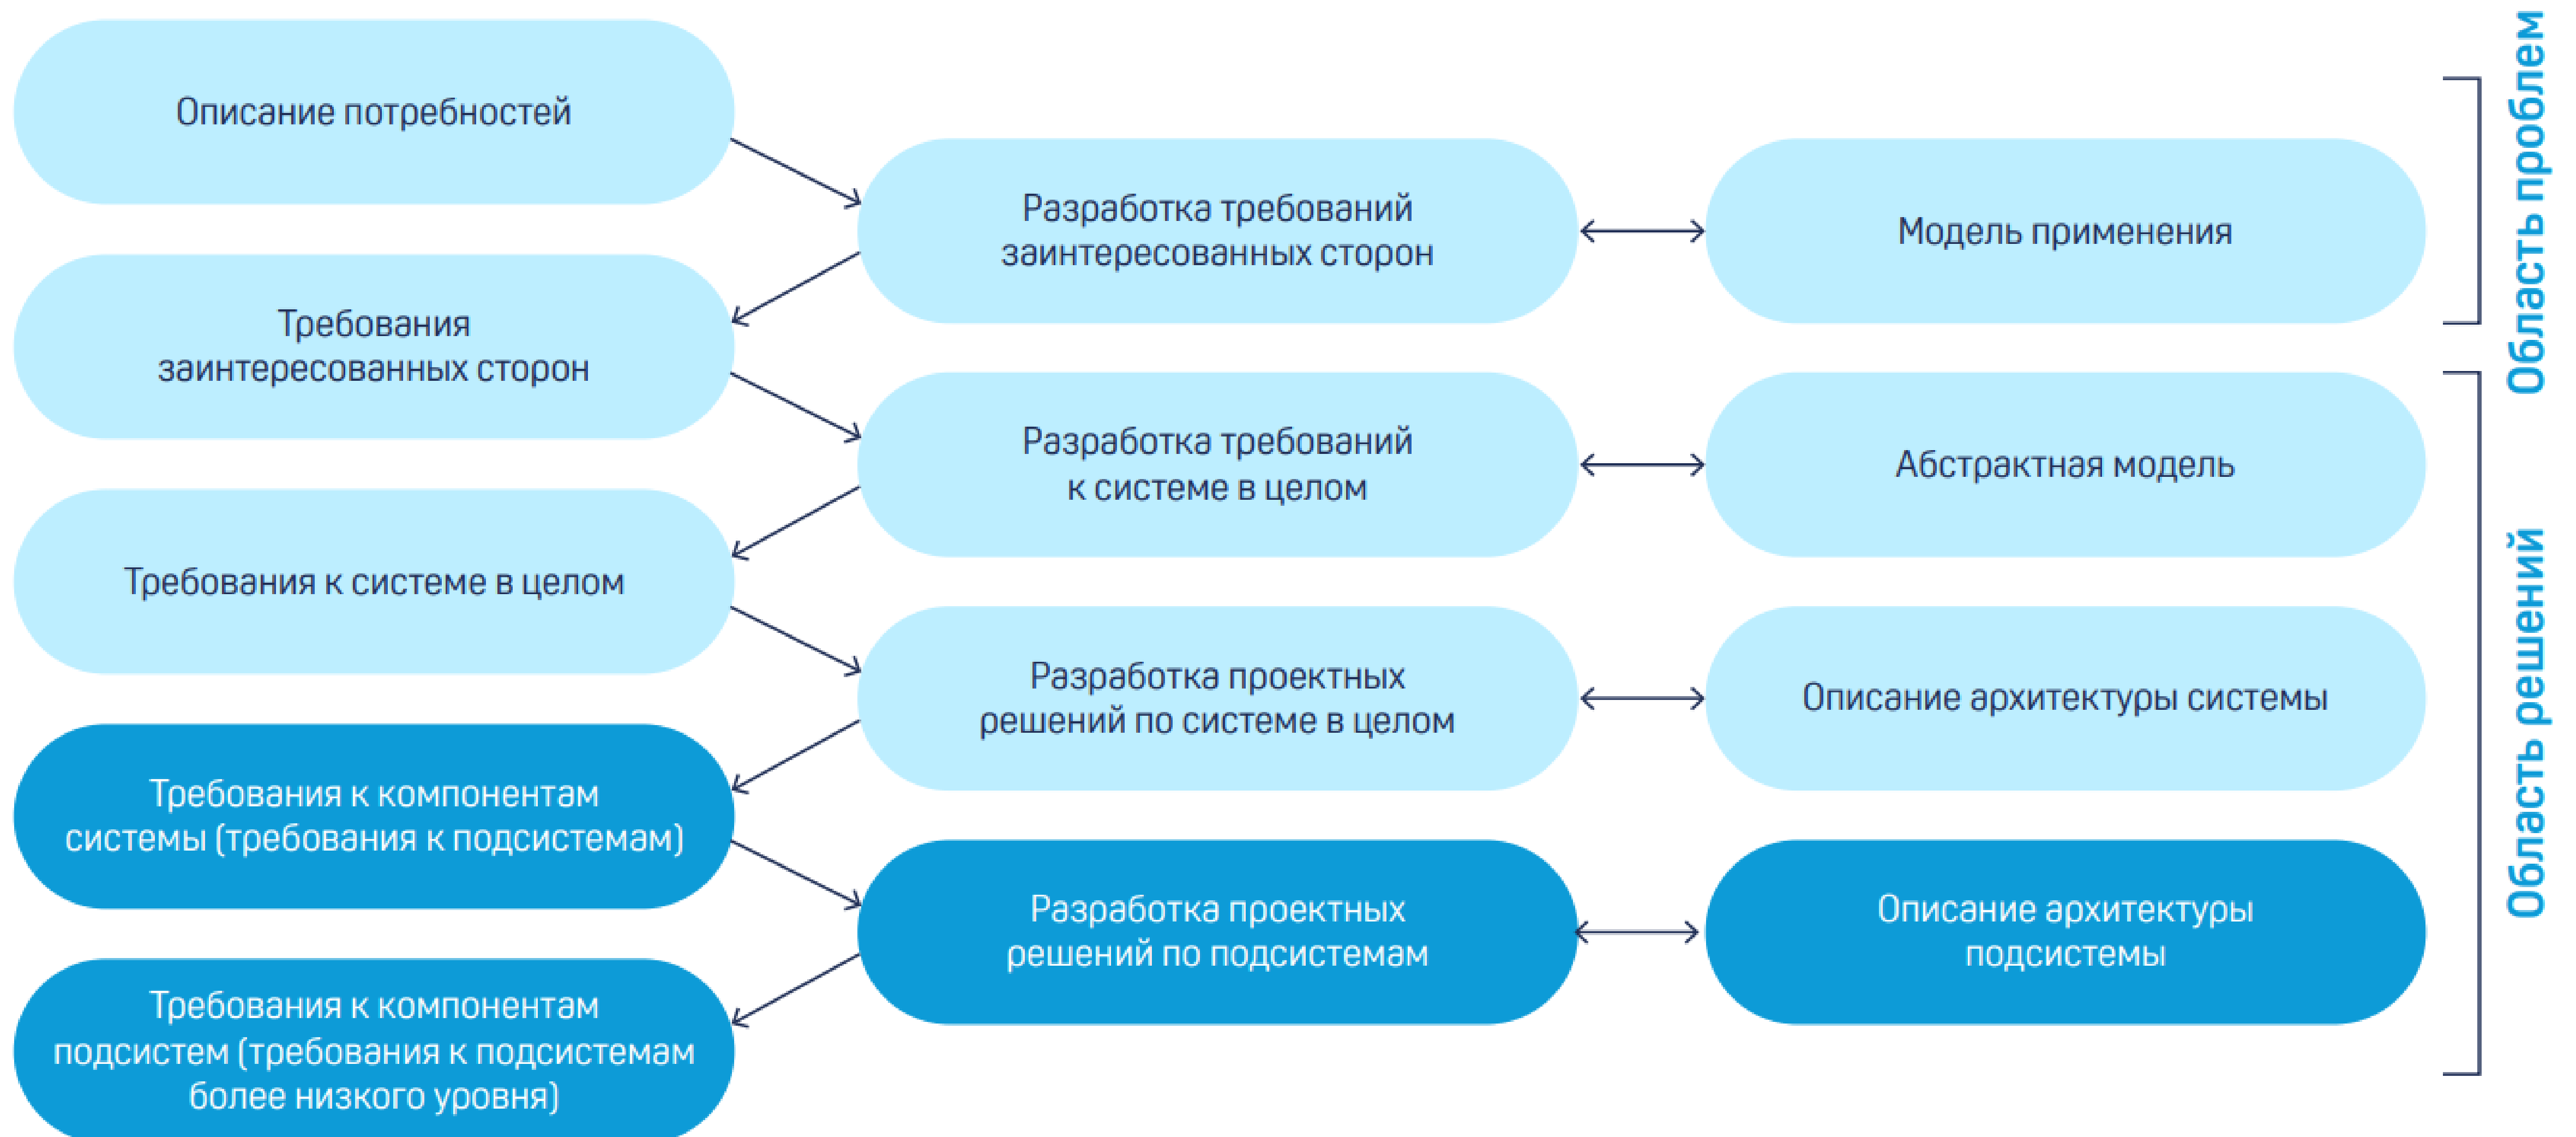 Описание потребностей
Разработка требований
заинтересованных сторон
Модель применения
Требования
заинтересованных сторон
Разработка требований
к системе в целом
Абстрактная модель
Требования к системе в целом
Разработка проектных
решений по системе в целом
Описание архитектуры системы
Требования к компонентам
системы (требования к подсистемам)
Разработка проектных
решений по подсистемам
Описание архитектуры
подсистемы
Требования к компонентам
подсистем (требования к подсистемам
более низкого уровня)
Область проблем
Область решений